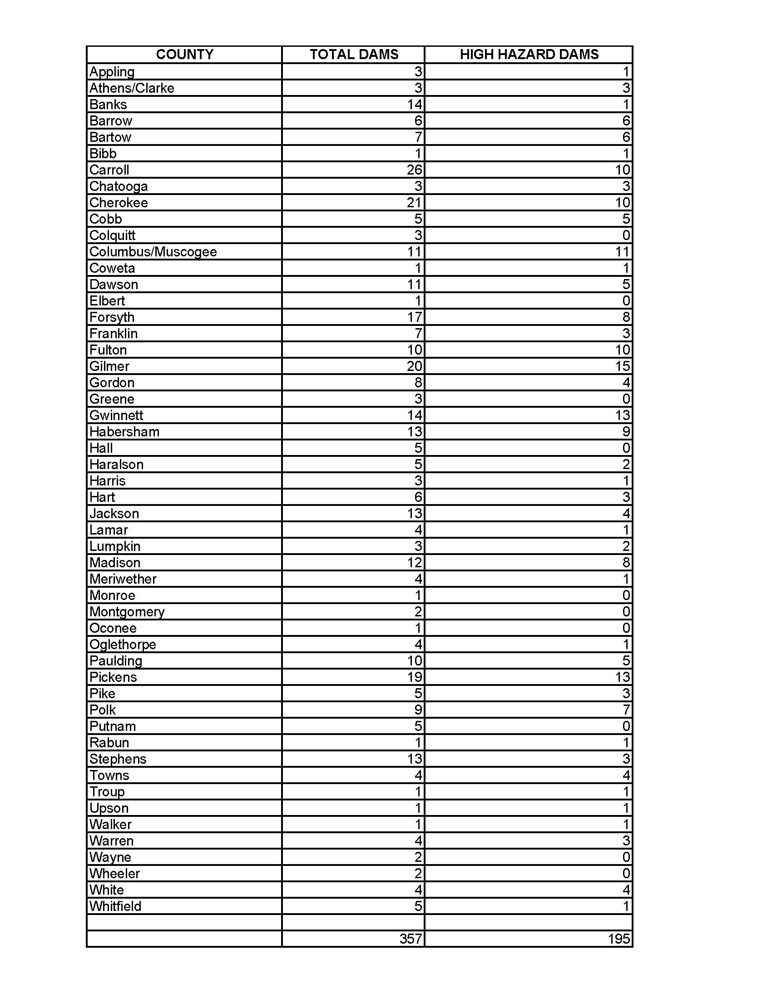 COUNTY TOTAL DAMS HIGH HAZARD DAMS
Appling 3 1
Athens/Clarke 3 3
Banks 14 1
Barrow 6 6
Bartow 7 6
Bibb 1 1
Carroll 26 10
Chatooga 3 3
Cherokee 21 10
Cobb 5 5
Colquitt 3 0
Columbus/Muscogee 11 11
Coweta 1 1
Dawson 11 5
Elbert 1 0
Forsyth 17 8
Franklin 7 3
Fulton 10 10
Gilmer 20 15
Gordon 8 4
Greene 3 0
Gwinnett 14 13
Habersham 13 9
Hall 5 0
Haralson 5 2
Harris 3 1
Hart 6 3
Jackson 13 4
Lamar 4 1
Lumpkin 3 2
Madison 12 8
Meriwether 4 1
Monroe 1 0
Montgomery 2 0
Oconee 1 0
Oglethorpe 4 1
Paulding 10 5
Pickens 19 13
Pike 5 3
Polk 9 7
Putnam 5 0
Rabun 1 1
Stephens 13 3
Towns 4 4
Troup 1 1
Upson 1 1
Walker 1 1
Warren 4 3
Wayne 2 0
Wheeler 2 0
White 4 4
Whitfield 5 1
357 195